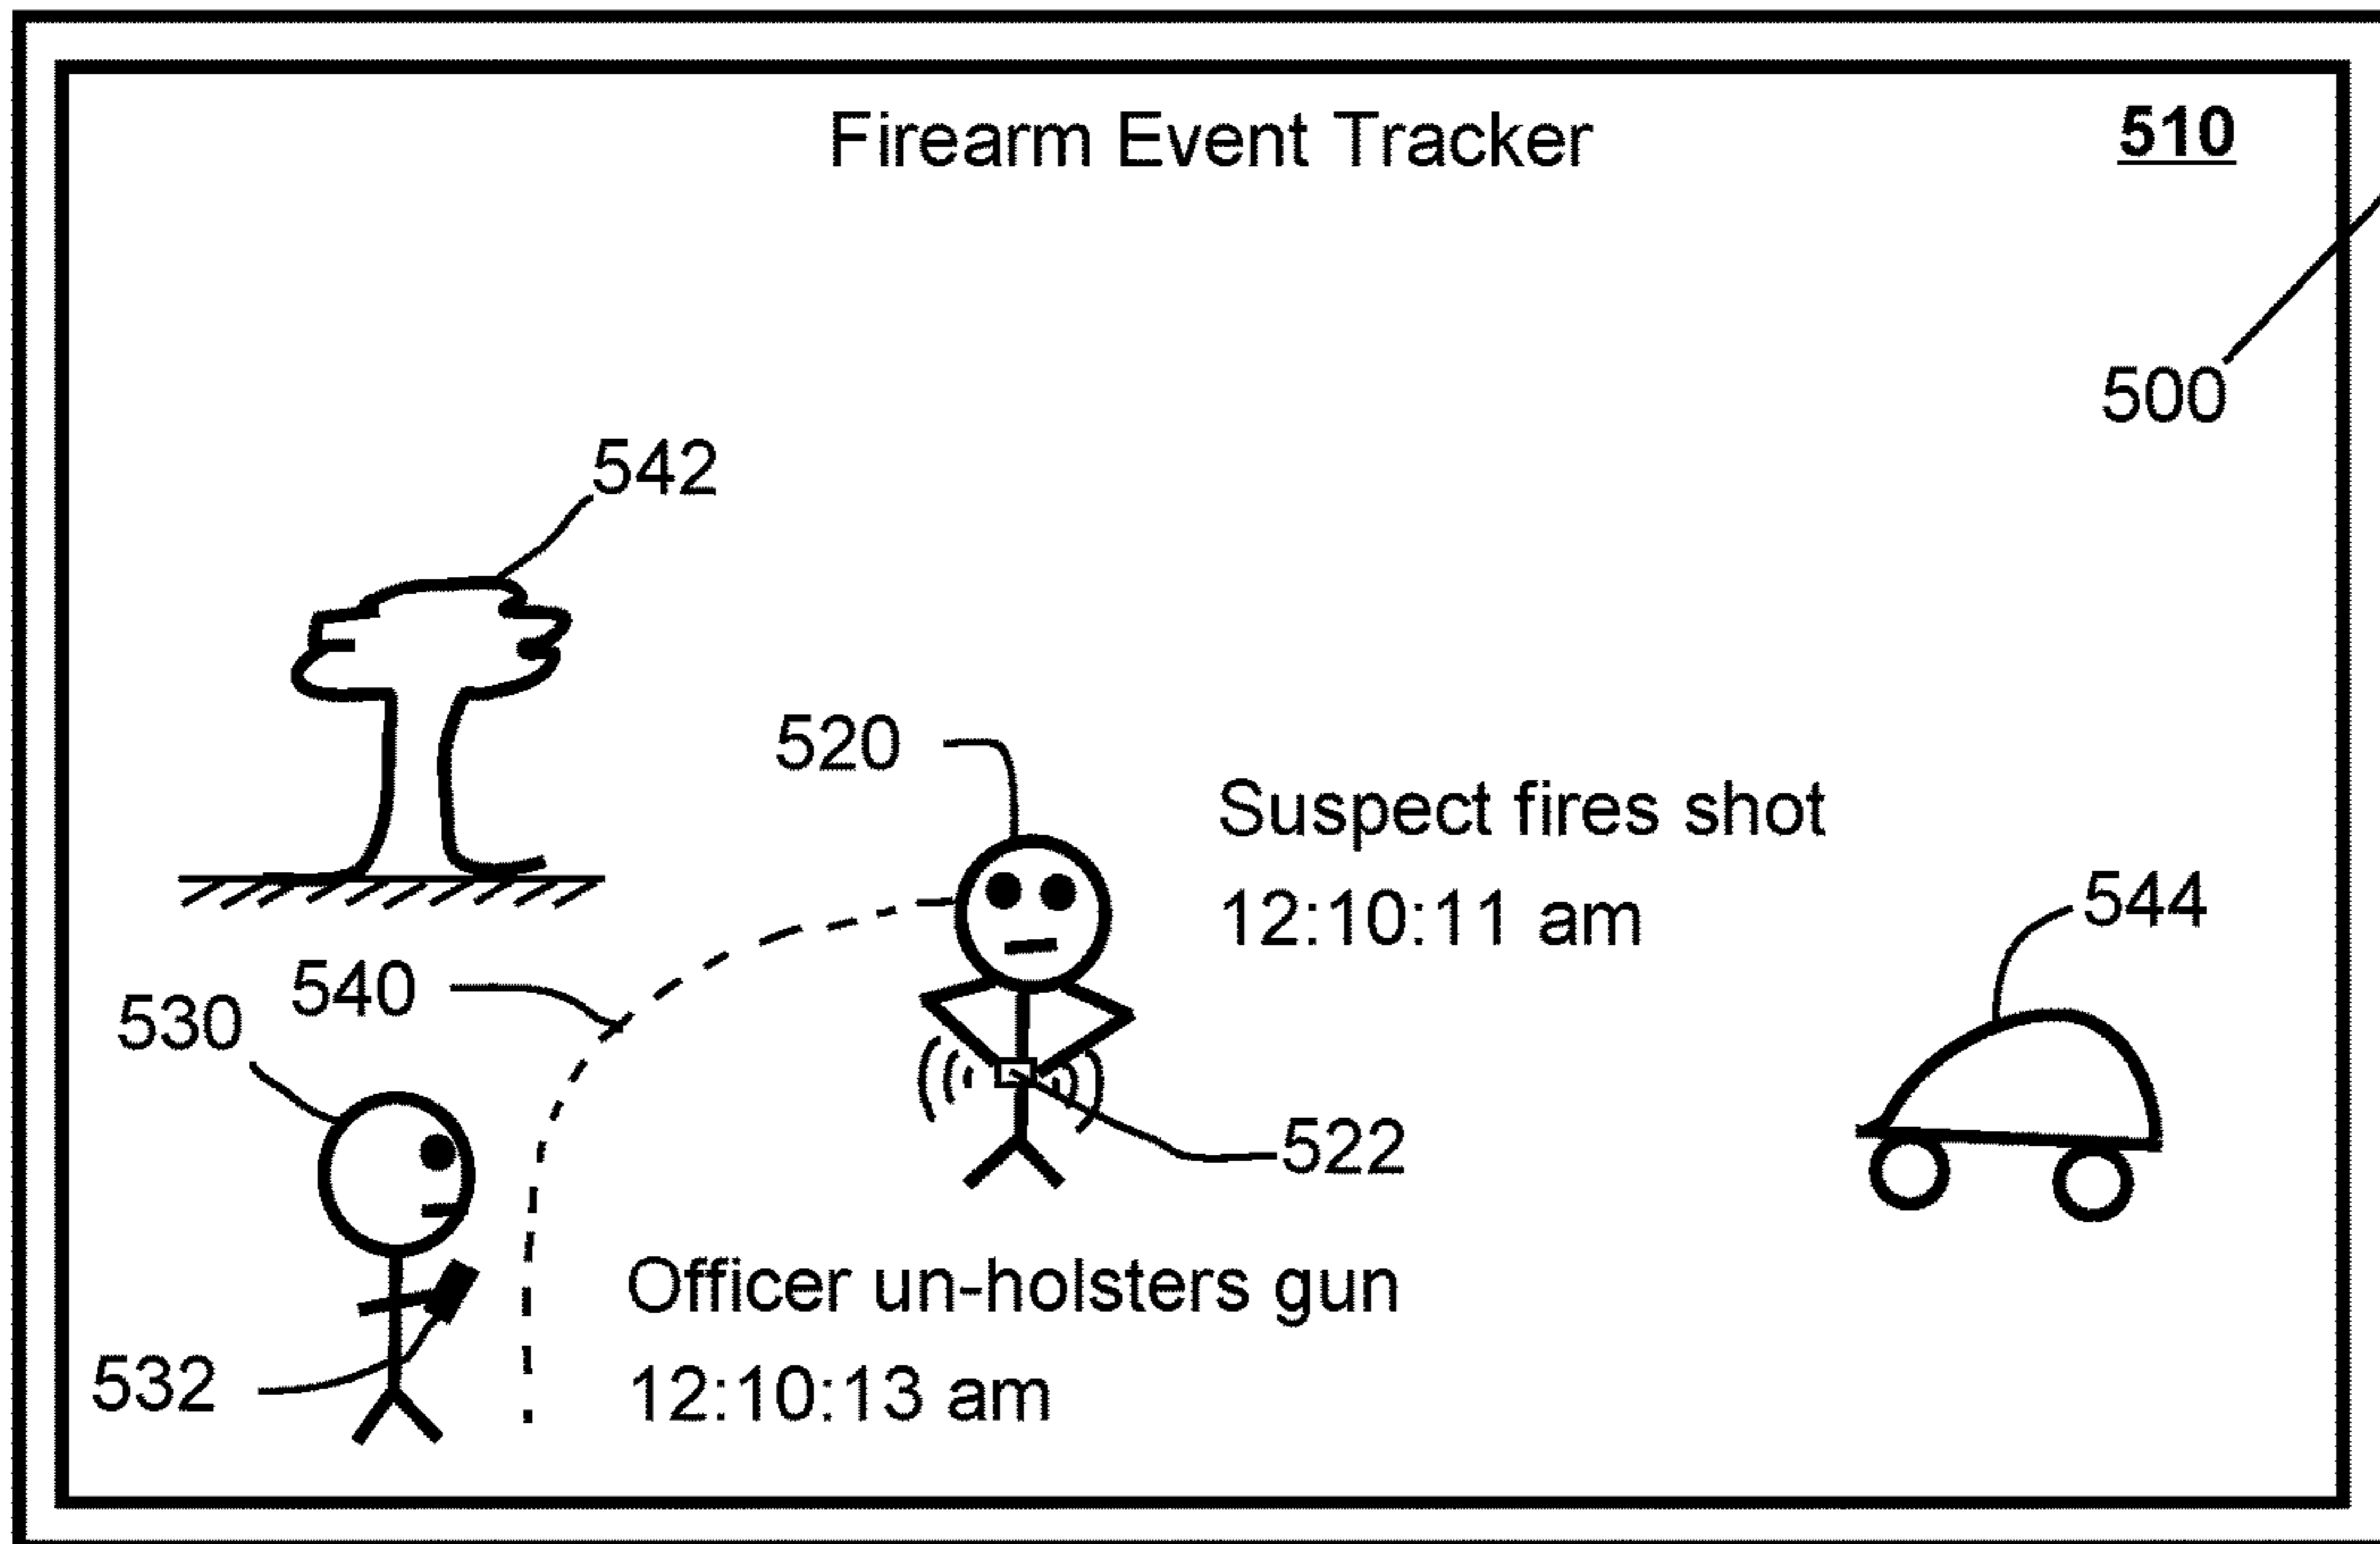 Firearm Event Tracker
510
500
542
520
Suspect fires shot
12:10:11 am
544
540
530
522
Officer un-holsters gun
12:10:13 am
532